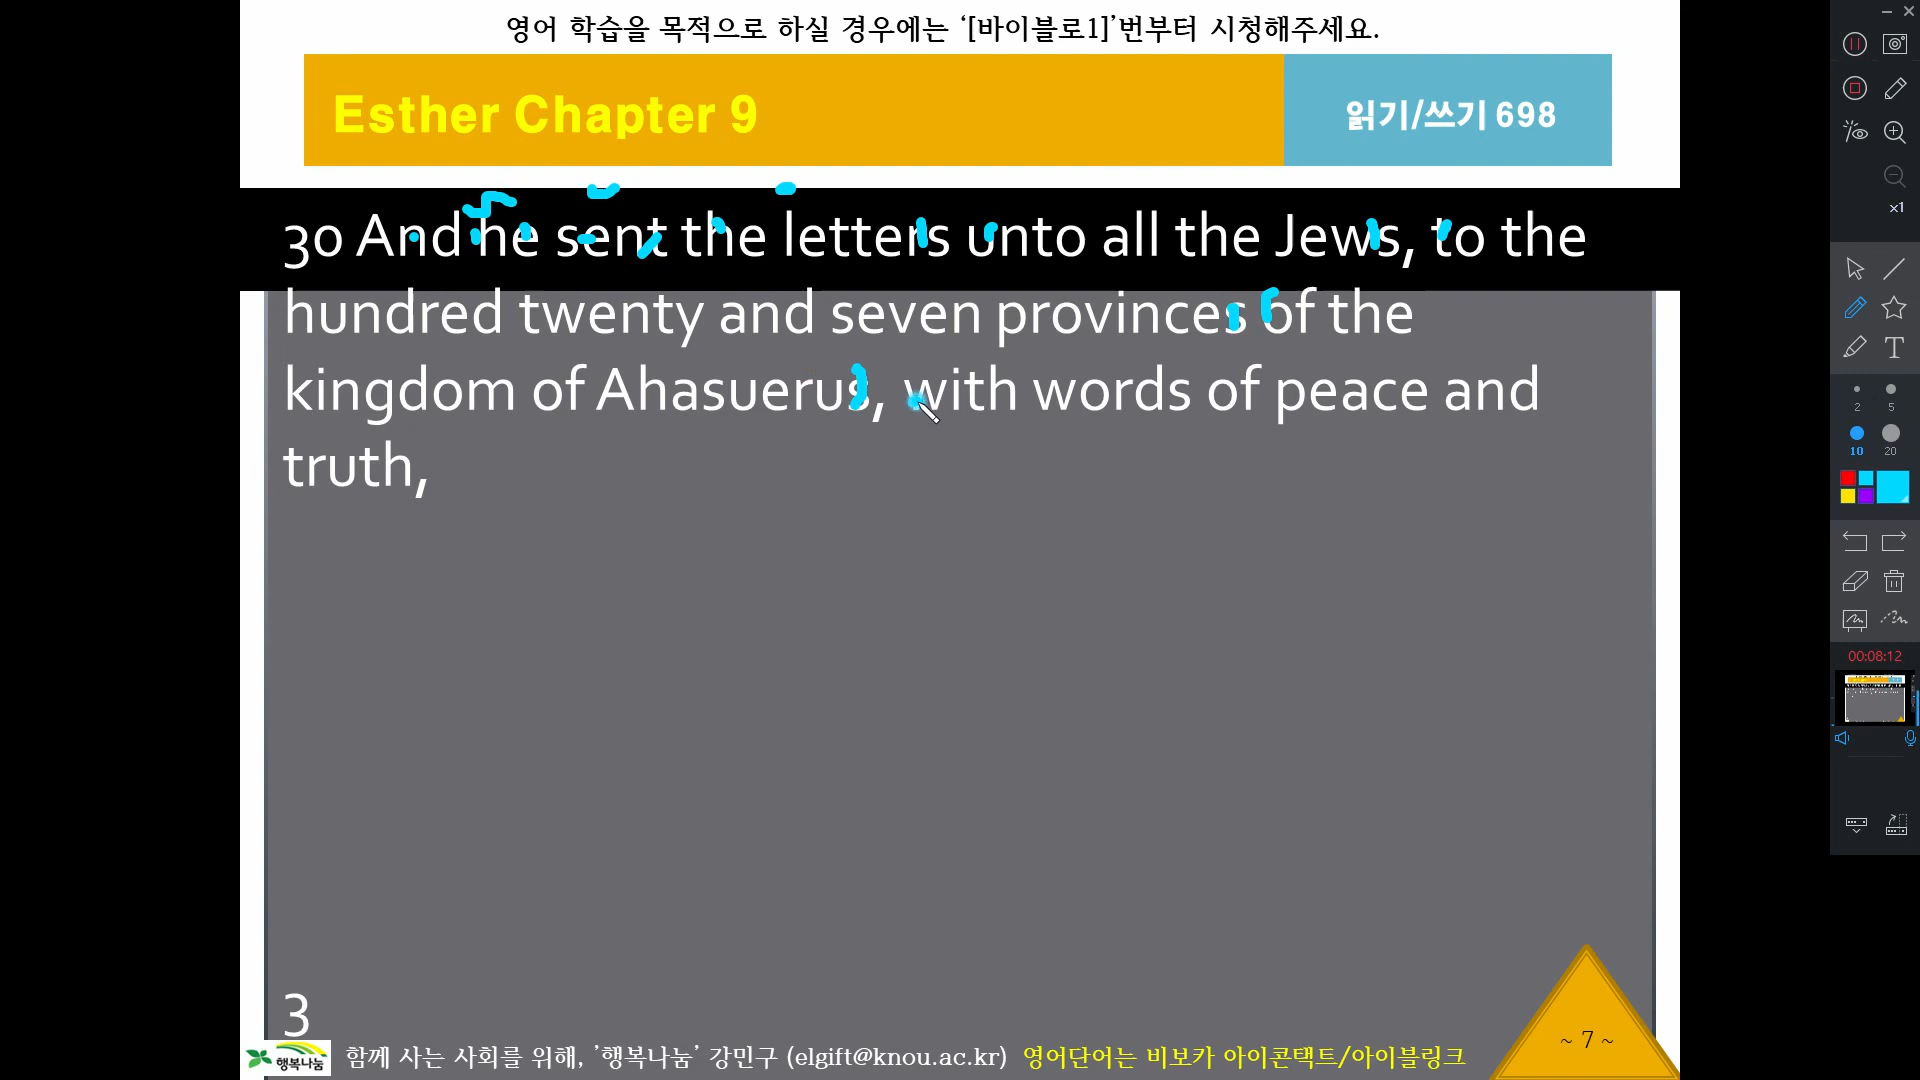 영어 학습을 목적으로 하실 경우에는 ‘[바이블로1]’번부터 시청해주세요.
Esther Chapter 9
읽기/쓰기 698
30 And he sent the letters unto all the Jews, to the
hundred twenty and seven provinces of the
kingdom of Ahasuerus, with words of peace and
truth,
3
행복나눔 함께 사는 사회를 위해, ’행복나눔’ 강민구 (elgift@knou.ac.kr) 영어단어는 비보카 아이콘택트/아이블링크
~ 7 ~
x1
T
2 5
10 20
00:08:12